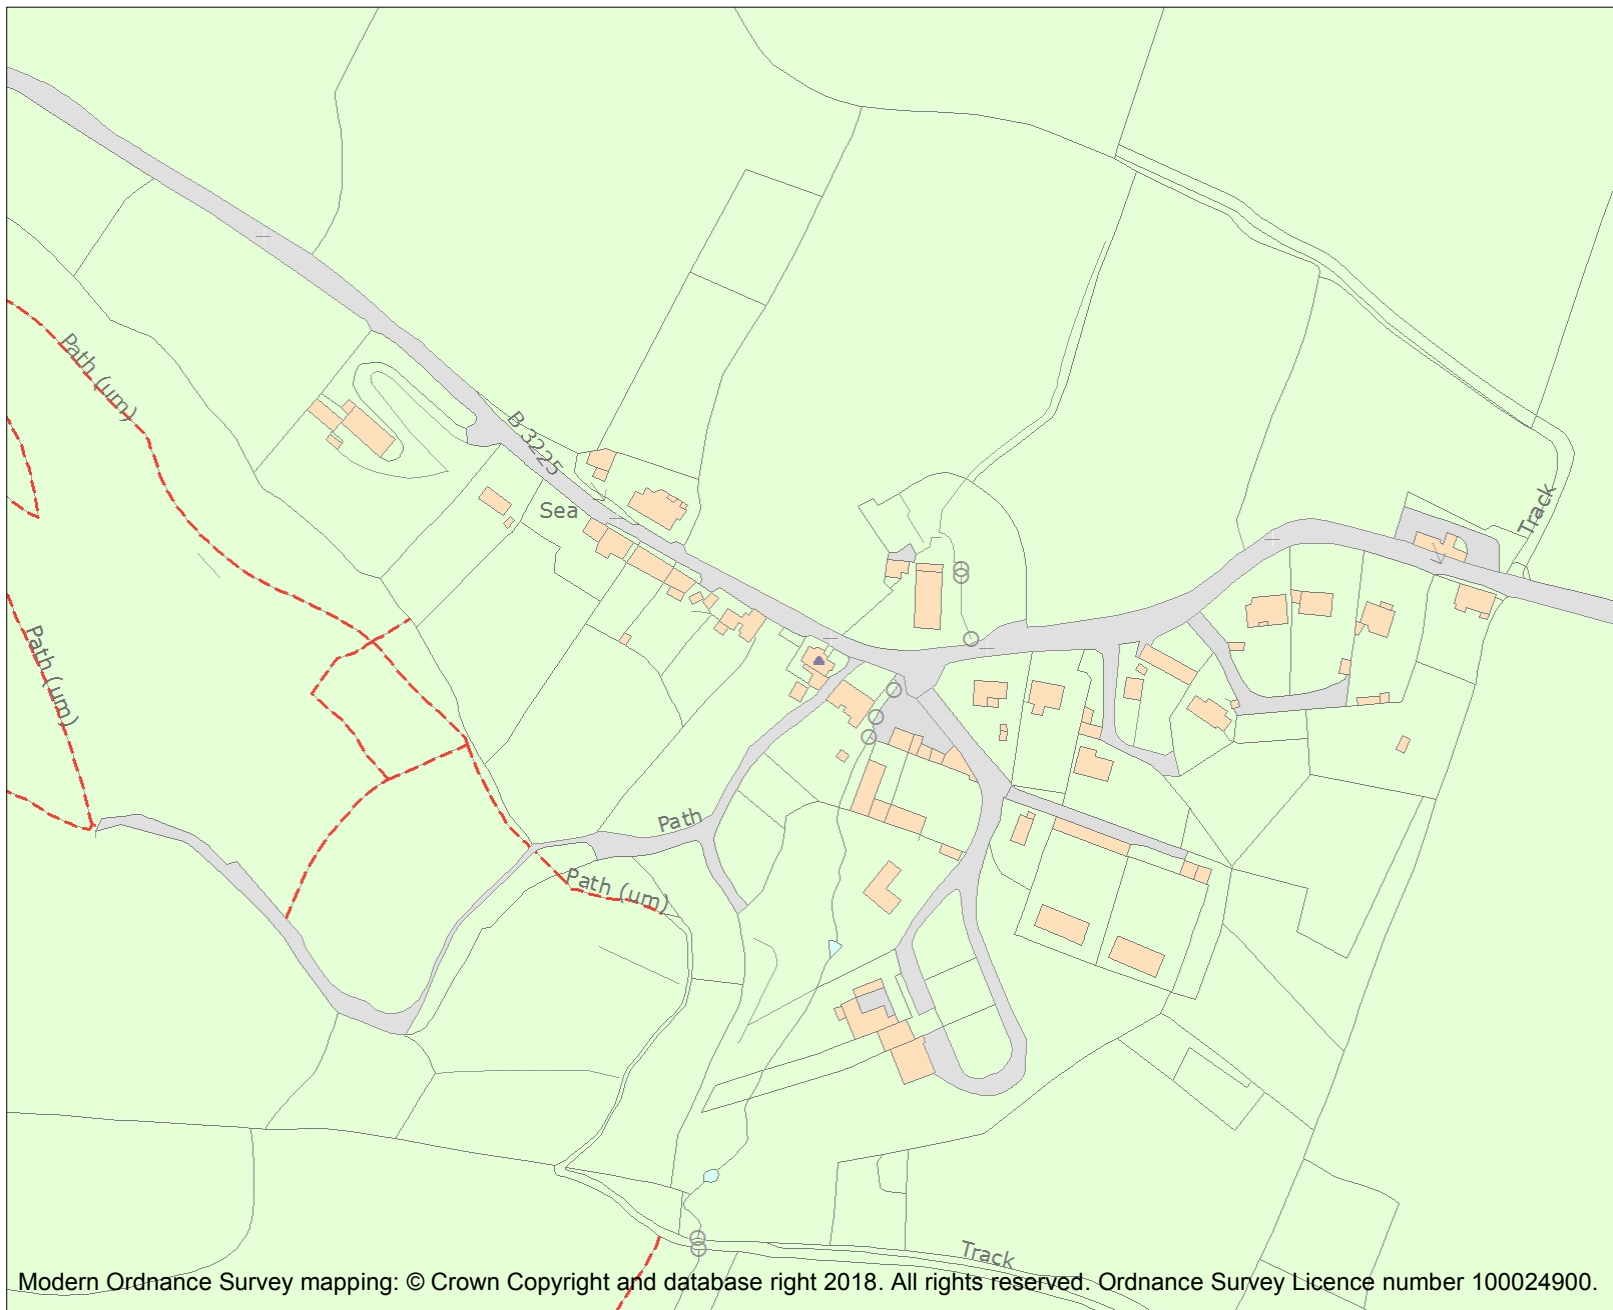 Path (um)
B 3225
Track
Sea
Path (um)
Path
Path (um)
Track
Modern Ordnance Survey mapping: © Crown Copyright and database right 2018. All rights reserved. Ordnance Survey Licence number 100024900.